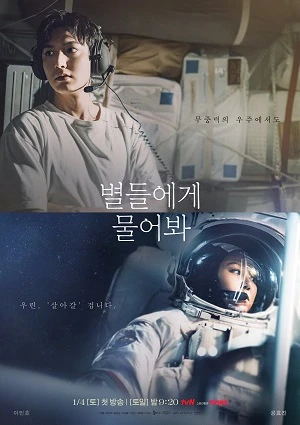 무중력의 우주에서도
별들에게
물어봐
우린, '살아갈' 겁니다.
1/4 [토] 첫 방송 | [토일] 밤 9:20 tvN
이민호
공효진